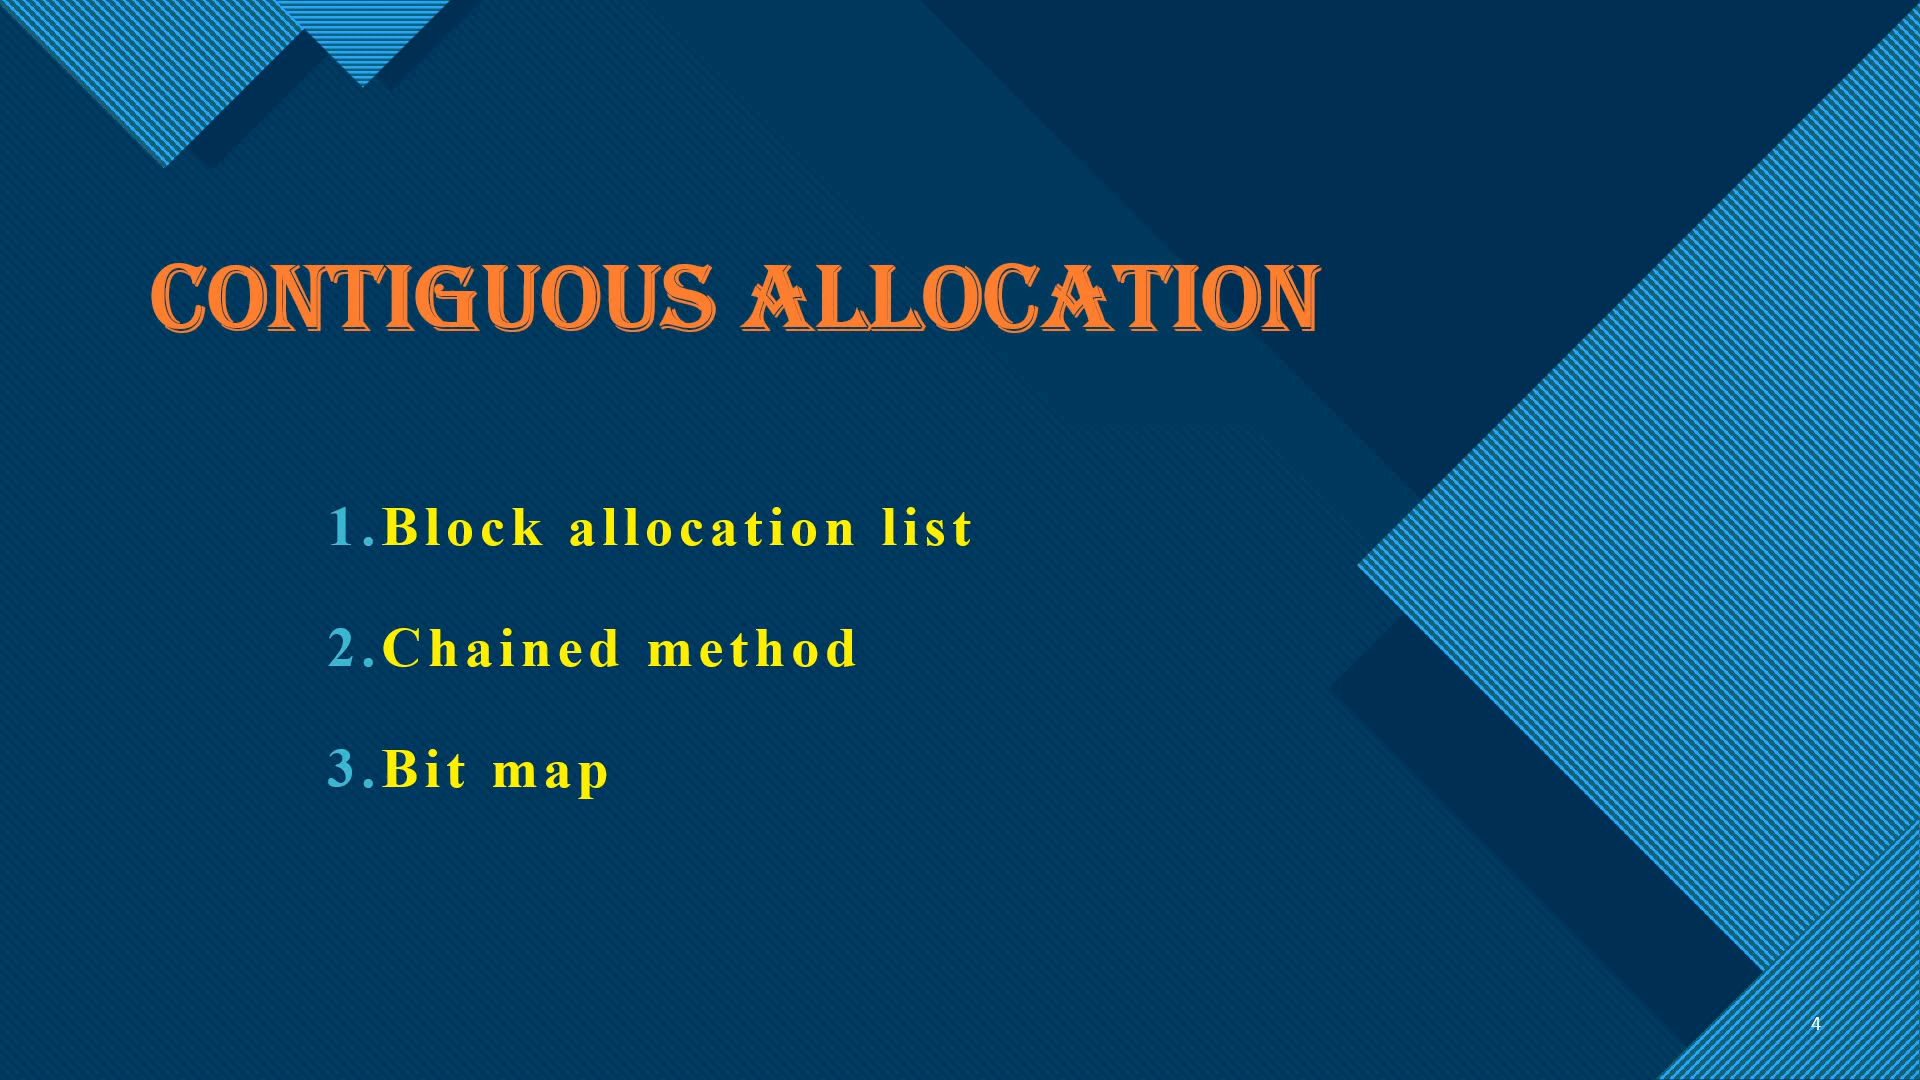 CONTIGUOUS ALLOCATION
1.Block allocation list
2.Chained method
3.Bit map
4